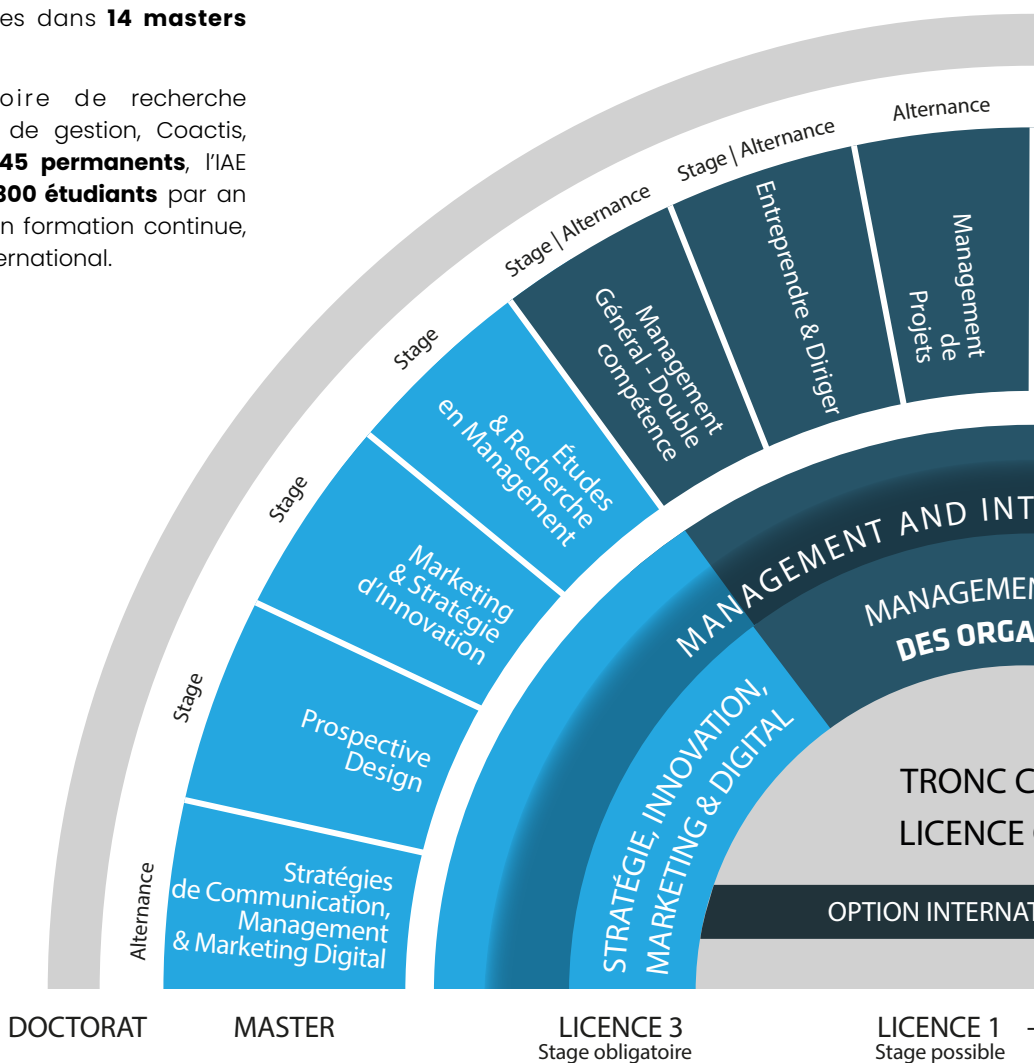 es dans 14 masters
oire de recherche
de gestion, Coactis,
45 permanents, l'IAE
300 étudiants par an
n formation continue,
ernational.
Alternance
Stage | Alternance
Stage | Alternance
Stage
Stage
Stage
Alternance
Management
de
Projets
Entreprendre & Diriger
Management
Général - Double
compétence
Études
& Recherche
en Management
Marketing
& Stratégie
d'Innovation
Prospective
Design
Stratégies
de Communication,
Management
& Marketing Digital
MANAGEMENT AND INT
MANAGEMEN
DES ORGA
STRATÉGIE, INNOVATION,
MARKETING & DIGITAL
TRONC C
LICENCE
OPTION INTERNAT
DOCTORAT
MASTER
LICENCE 3
Stage obligatoire
LICENCE 1 -
Stage possible